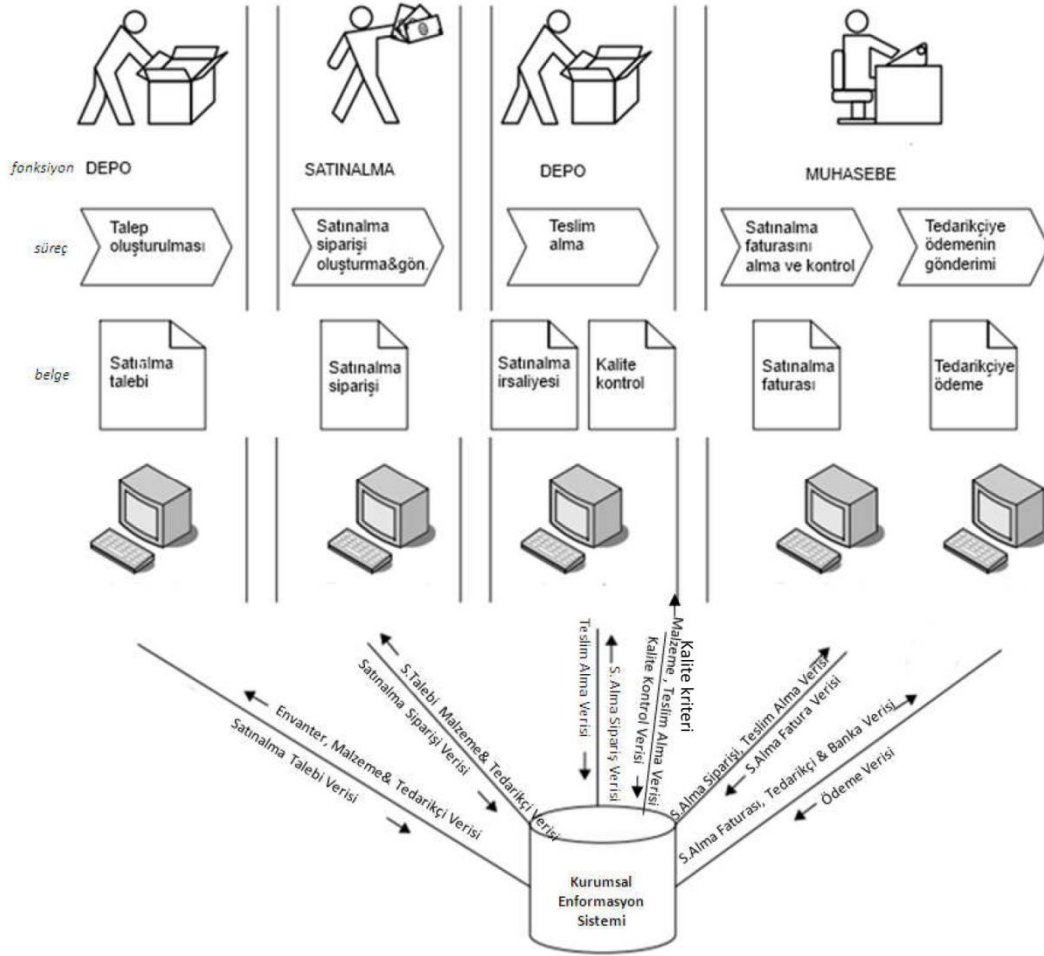 fonksiyon DEPO SATINALMA DEPO MUHASEBE
süreç
Talep
oluşturulması
Satınalma
siparişi
oluşturma&gön.
Teslim
alma
Satınalma
faturasını
alma ve kontrol
Tedarikçiye
ödemenin
gönderimi
belge
Satıalma
talebi
Satınalma
siparişi
Satınalma
irsaliyesi
Kalite
kontrol
Satınalma
faturası
Tedarikçiye
ödeme
Envanter, Malzeme& Tedarikçi Verisi
Satınalma Talebi Verisi
S.Talebi Malzeme& Tedarikçi Verisi
Satınalma Siparişi Verisi
Teslim Alma Verisi
S. Alma Sipariş Verisi
Kalite Kontrol Verisi
Malzeme , Teslim Alma Verisi
Kalite kriteri
S.Alma Siparişi, Teslim Alma Verisi
S.Alma Fatura Verisi
S.Alma Faturası, Tedarikçi & Banka Verisi
Ödeme Verisi
Kurumsal
Enformasyon
Sistemi